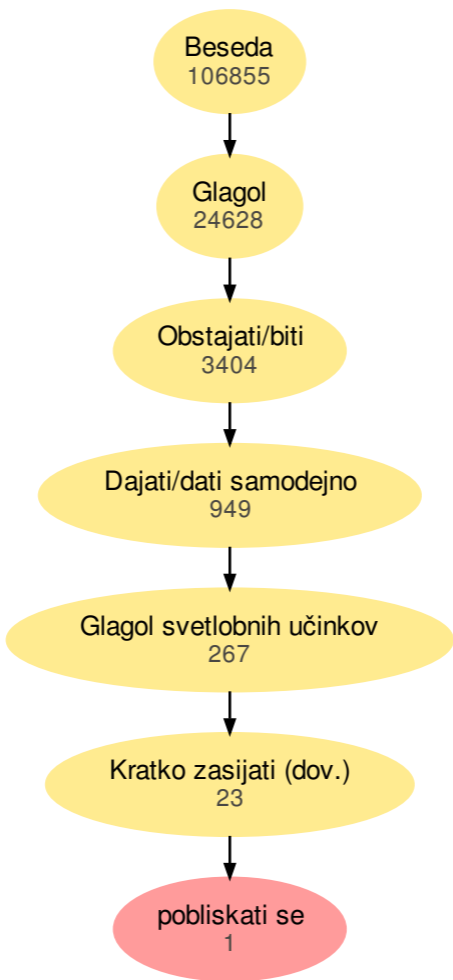 Beseda
106855
Glagol
24628
Obstajati/biti
3404
Dajati/dati samodejno
949
Glagol svetlobnih učinkov
267
Kratko zasijati (dov.)
23
pobliskati se
1